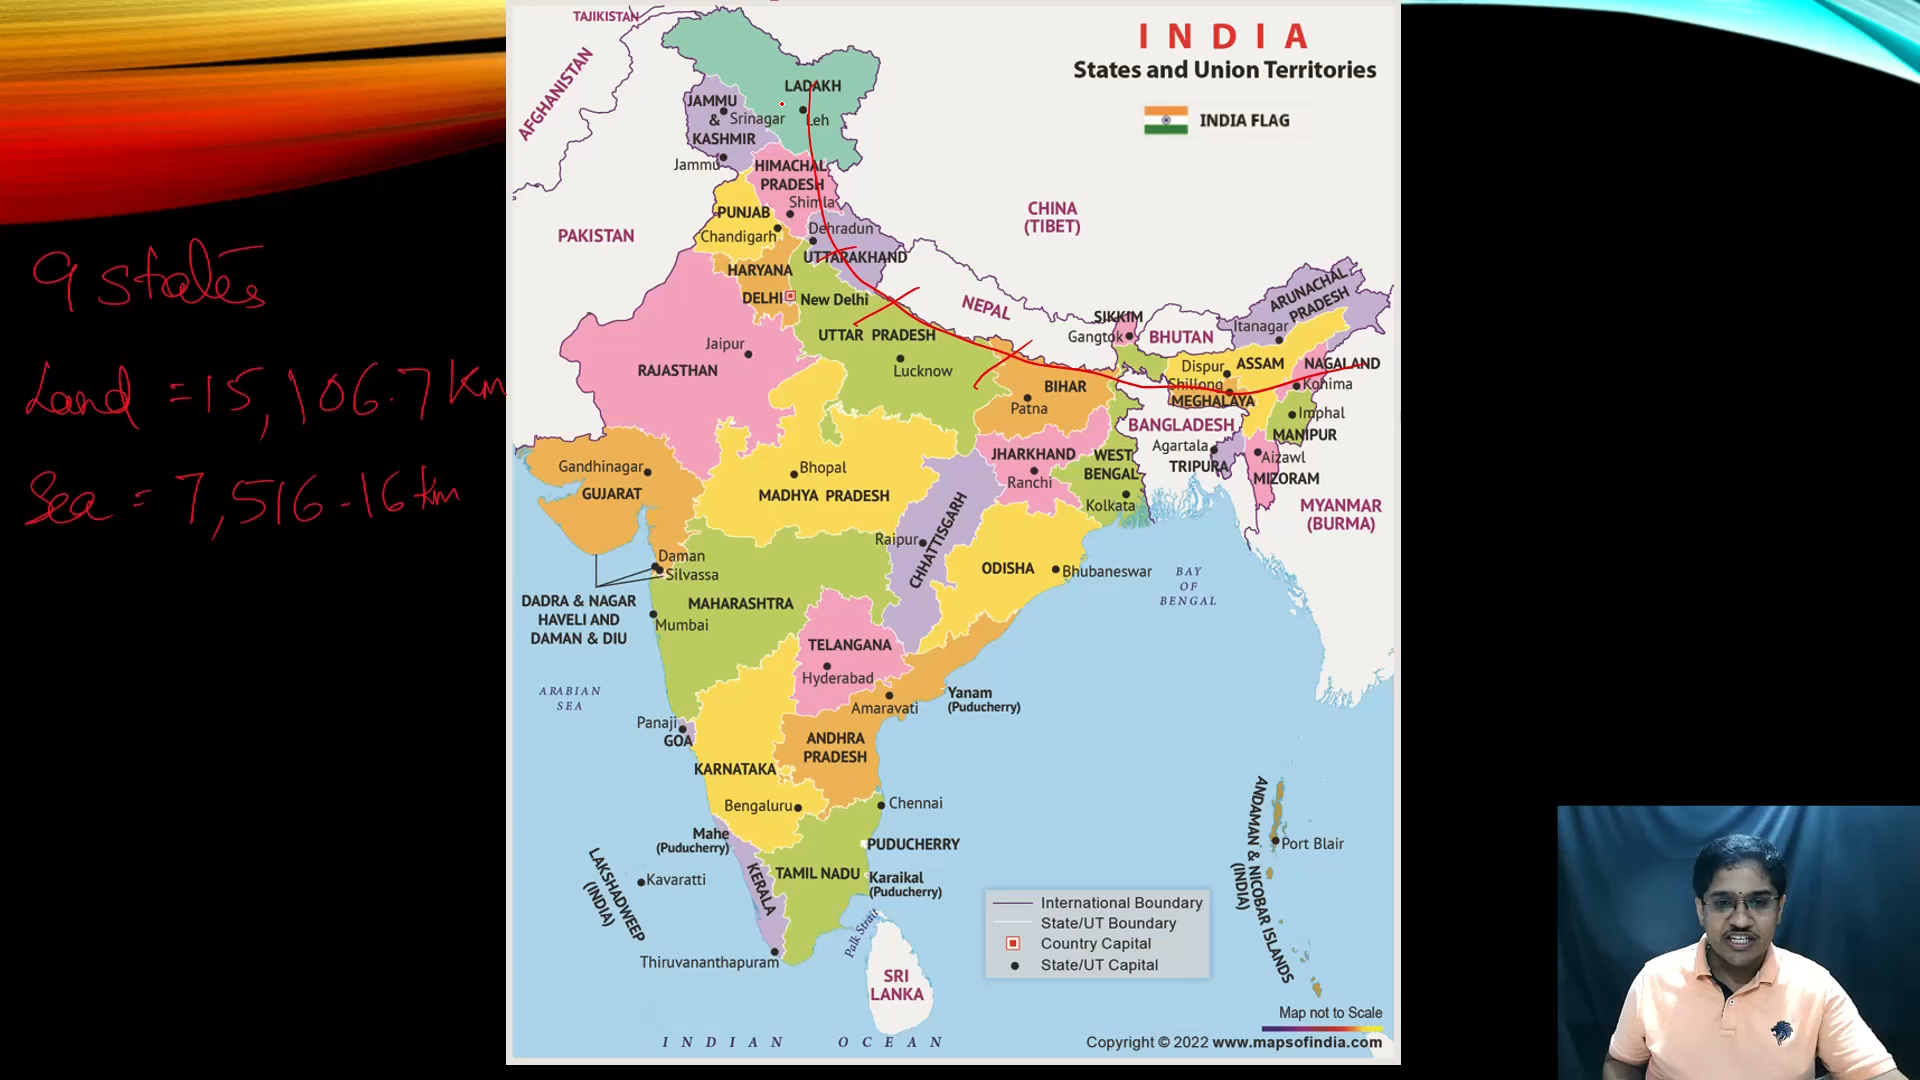 INDIA
States and Union Territories
INDIA FLAG
9 states
Land = 15,106.7 Km
Sea = 7,516-16 km
TAJIKISTAN
AFGHANISTAN
PAKISTAN
CHINA
(TIBET)
NEPAL
BHUTAN
BANGLADESH
MYANMAR
(BURMA)
SRI
LANKA
LADAKH
Leh
JAMMU
&
KASHMIR
Srinagar
Jammu
HIMACHAL
PRADESH
Shimla
PUNJAB
Chandigarh
Dehradun
UTTARAKHAND
HARYANA
DELHI
New Delhi
UTTAR PRADESH
Lucknow
Jaipur
RAJASTHAN
SIKKIM
Gangtok
ARUNACHAL
PRADESH
Itanagar
Dispur
ASSAM
NAGALAND
Kohima
Shillong
MEGHALAYA
Imphal
MANIPUR
Agartala
TRIPURA
Aizawl
MIZORAM
BIHAR
Patna
JHARKHAND
Ranchi
WEST
BENGAL
Kolkata
Gandhinagar
GUJARAT
Bhopal
MADHYA PRADESH
Raipur
CHHATTISGARH
ODISHA
Bhubaneswar
Daman
Silvassa
DADRA & NAGAR
HAVELI AND
DAMAN & DIU
MAHARASHTRA
Mumbai
TELANGANA
Hyderabad
Amaravati
Yanam
(Puducherry)
ANDHRA
PRADESH
Panaji
GOA
KARNATAKA
Bengaluru
Chennai
Mahe
(Puducherry)
PUDUCHERRY
TAMIL NADU
Karaikal
(Puducherry)
KERALA
Thiruvananthapuram
LAKSHADWEEP
(INDIA)
Kavaratti
Palk Strait
ANDAMAN & NICOBAR ISLANDS
(INDIA)
Port Blair
BAY
OF
BENGAL
ARABIAN
SEA
INDIAN OCEAN
International Boundary
State/UT Boundary
Country Capital
State/UT Capital
Map not to Scale
Copyright © 2022 www.mapsofindia.com